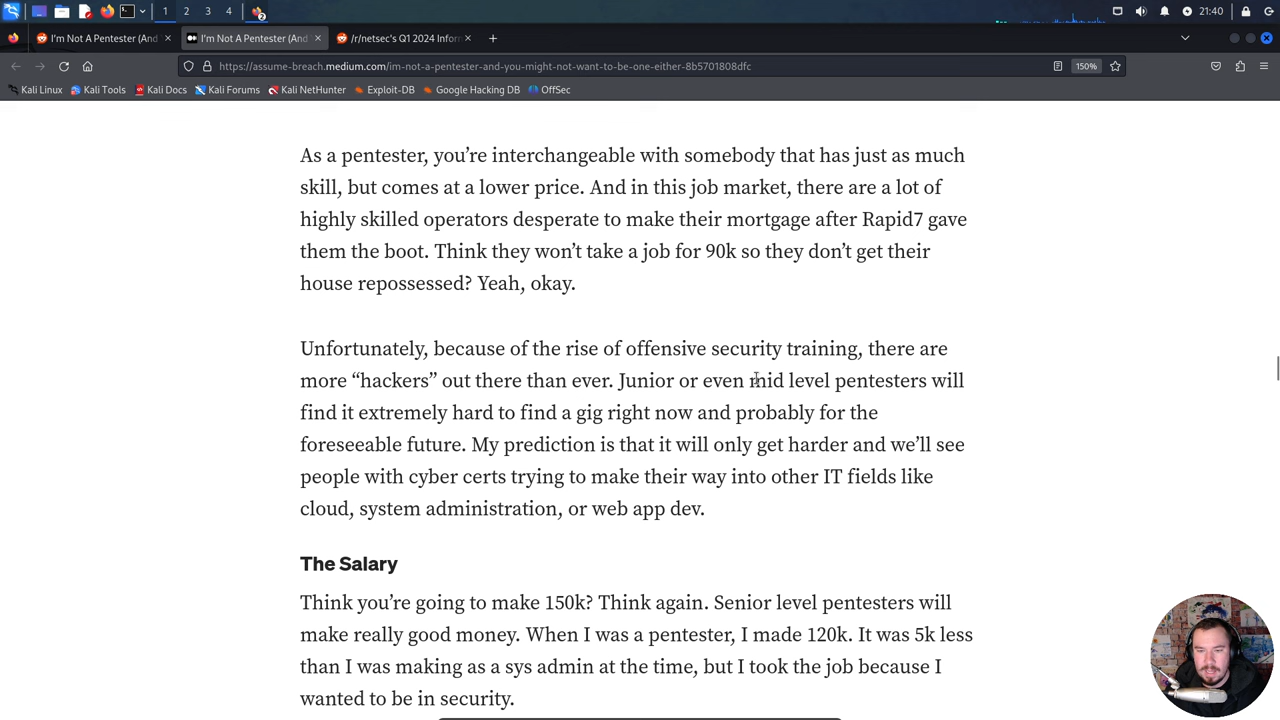 1 2 3 4 2 21:40
I'm Not A Pentester (And × I'm Not A Pentester (And × /r/netsec's Q1 2024 Inforr ×
https://assume-breach.medium.com/im-not-a-pentester-and-you-might-not-want-to-be-one-either-8b5701808dfc 150%
Kali Linux Kali Tools Kali Docs Kali Forums Kali NetHunter Exploit-DB Google Hacking DB OffSec
As a pentester, you’re interchangeable with somebody that has just as much
skill, but comes at a lower price. And in this job market, there are a lot of
highly skilled operators desperate to make their mortgage after Rapid7 gave
them the boot. Think they won’t take a job for 90k so they don’t get their
house repossessed? Yeah, okay.
Unfortunately, because of the rise of offensive security training, there are
more “hackers” out there than ever. Junior or even mid level pentesters will
find it extremely hard to find a gig right now and probably for the
foreseeable future. My prediction is that it will only get harder and we’ll see
people with cyber certs trying to make their way into other IT fields like
cloud, system administration, or web app dev.
The Salary
Think you’re going to make 150k? Think again. Senior level pentesters will
make really good money. When I was a pentester, I made 120k. It was 5k less
than I was making as a sys admin at the time, but I took the job because I
wanted to be in security.